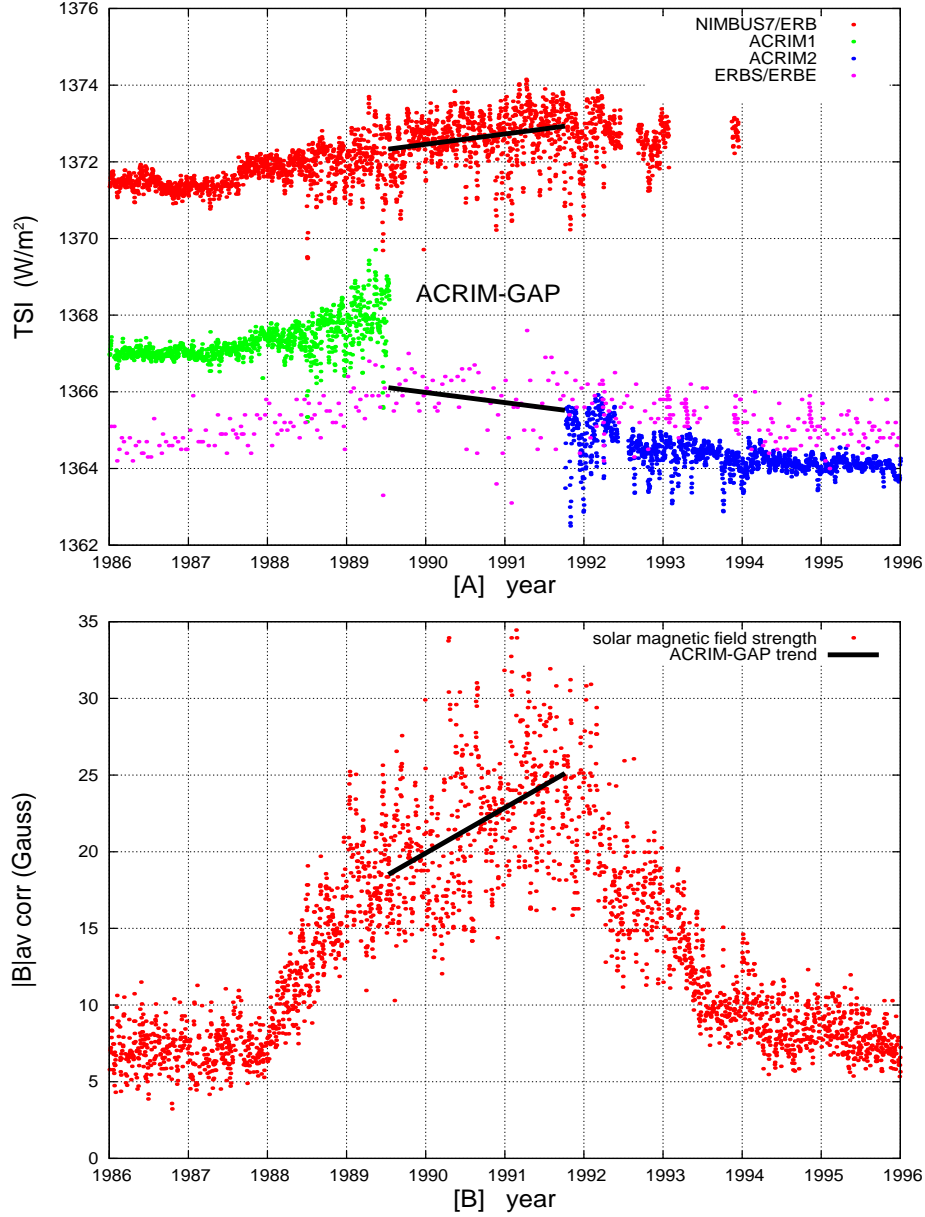 1376
1374
1372
1370
1368
1366
1364
1362
TSI (W/m²)
NIMBUS7/ERB
ACRIM1
ACRIM2
ERBS/ERBE
ACRIM-GAP
1986 1987 1988 1989 1990 1991 1992 1993 1994 1995 1996
[A] year
35
30
25
20
15
10
5
0
|B|av corr (Gauss)
solar magnetic field strength
ACRIM-GAP trend
1986 1987 1988 1989 1990 1991 1992 1993 1994 1995 1996
[B] year